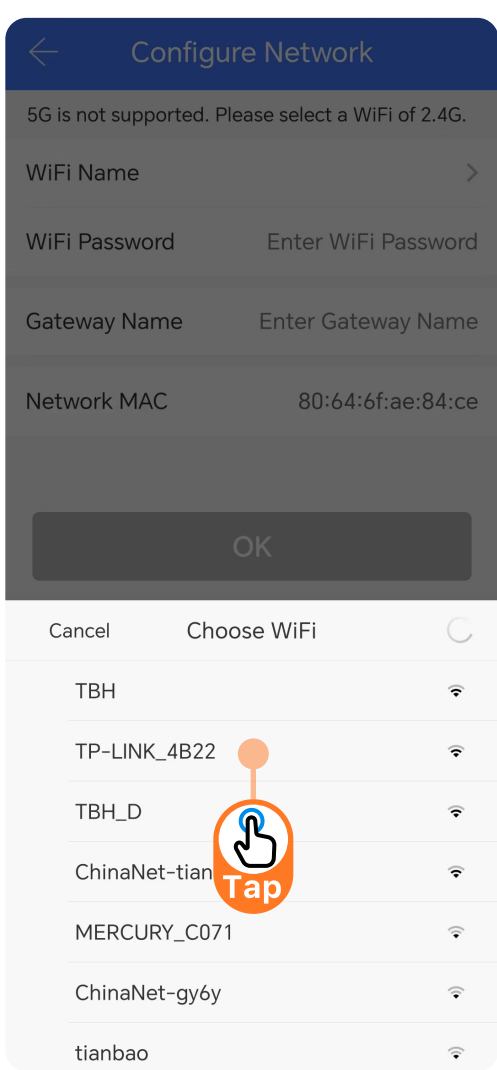 Configure Network
5G is not supported. Please select a WiFi of 2.4G.
WiFi Name
WiFi Password Enter WiFi Password
Gateway Name Enter Gateway Name
Network MAC 80:64:6f:ae:84:ce
OK
Cancel Choose WiFi
TBH
TP-LINK_4B22
TBH_D
ChinaNet-tian
Tap
MERCURY_C071
ChinaNet-gy6y
tianbao